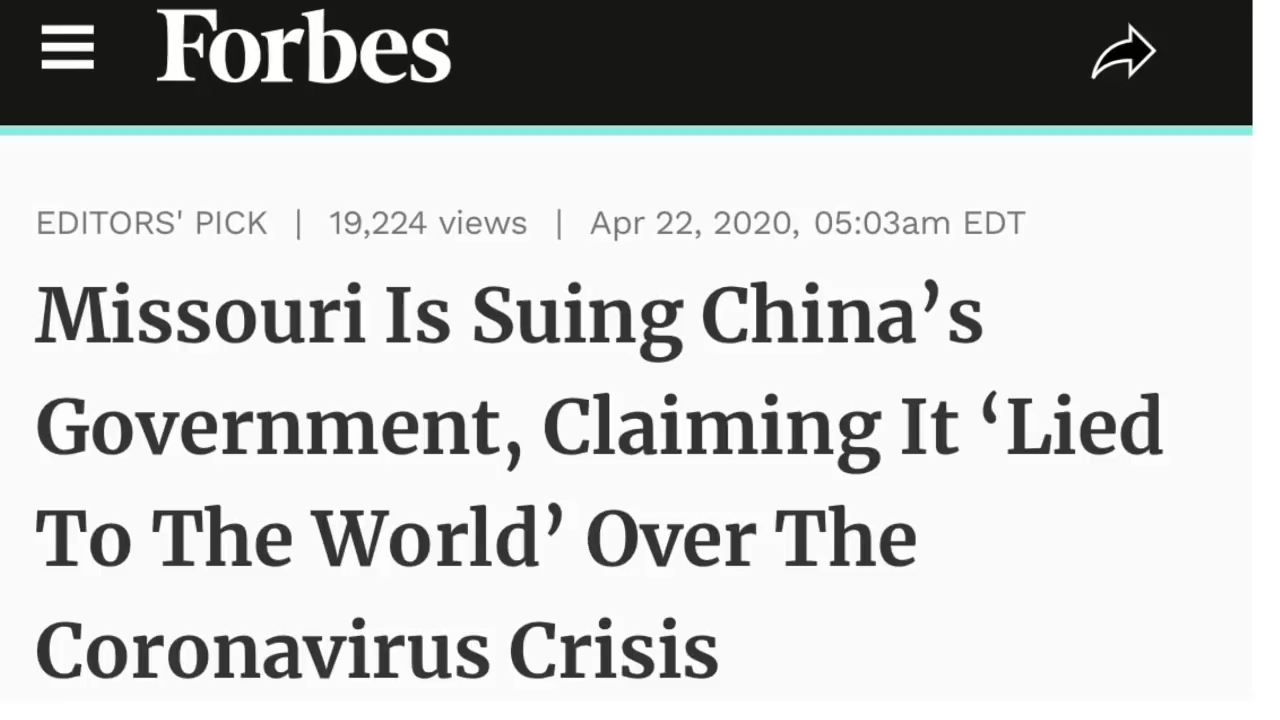 Forbes
EDITORS' PICK | 19,224 views | Apr 22, 2020, 05:03am EDT
Missouri Is Suing China’s
Government, Claiming It ‘Lied
To The World’ Over The
Coronavirus Crisis